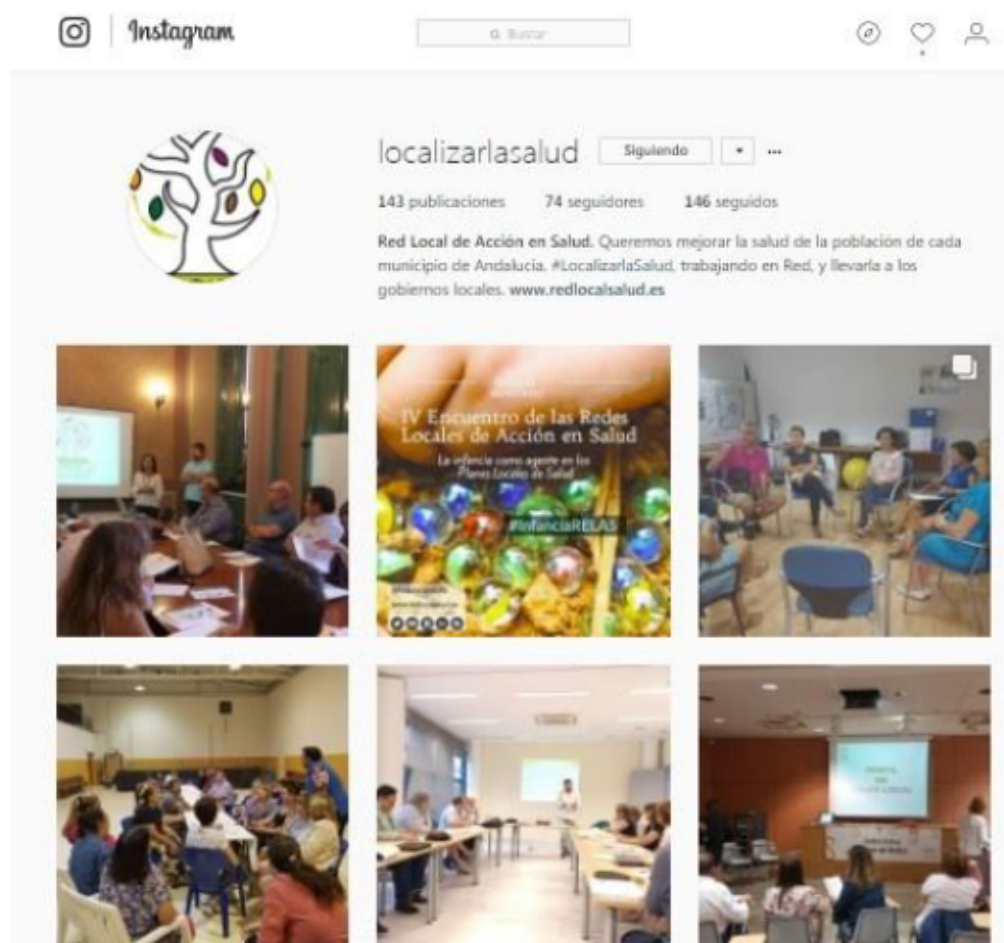 Instagram
Buscar
localizarlasalud Siguiendo
143 publicaciones 74 seguidores 146 seguidos
Red Local de Acción en Salud. Queremos mejorar la salud de la población de cada
municipio de Andalucia. #LocalizarlaSalud, trabajando en Red, y llevarla a los
gobiernos locales. www.redlocalsalud.es
IV Encuentro de las Redes
Locales de Acción en Salud
La infancia como agente en los
Planes Locales de Salud
#InfanciaRELAS